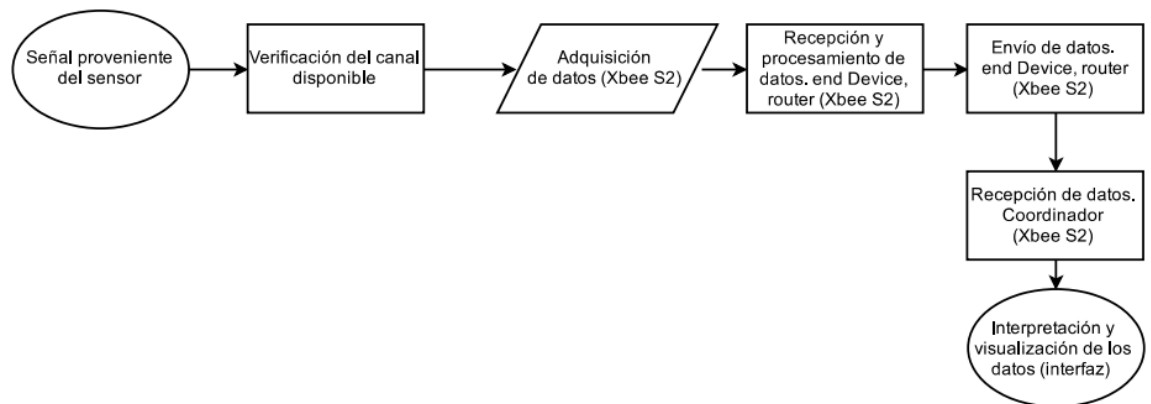 Señal proveniente
del sensor
Verificación del canal
disponible
Adquisición
de datos (Xbee S2)
Recepción y
procesamiento de
datos. end Device,
router (Xbee S2)
Envío de datos.
end Device, router
(Xbee S2)
Recepción de datos.
Coordinador
(Xbee S2)
Interpretación y
visualización de los
datos (interfaz)